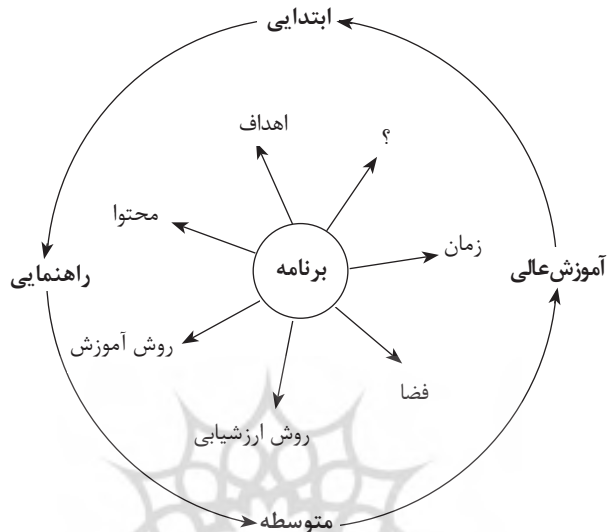 ابتدایی
اهداف
؟
محتوا
زمان
راهنمایی
برنامه
آموزش‌عالی
روش آموزش
فضا
روش ارزشیابی
متوسطه